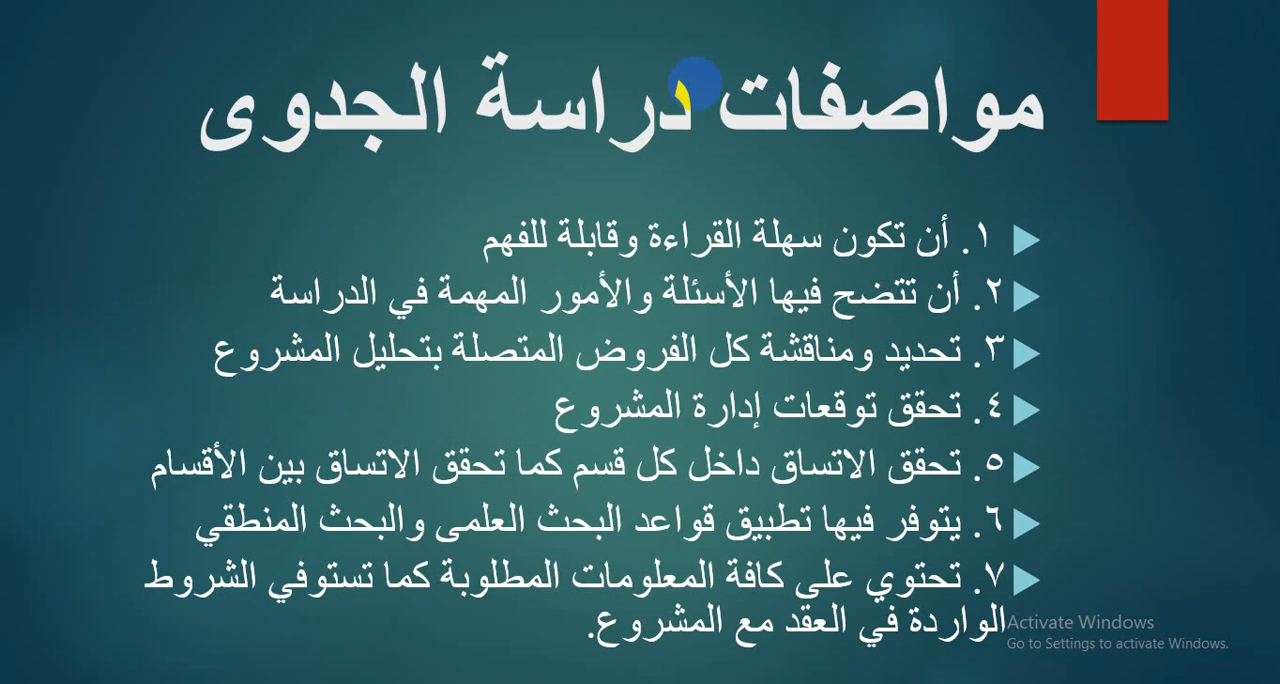 مواصفات دراسة الجدوى
١. أن تكون سهلة القراءة وقابلة للفهم
٢. أن تتضح فيها الأسئلة والأمور المهمة في الدراسة
٣. تحديد ومناقشة كل الفروض المتصلة بتحليل المشروع
٤. تحقق توقعات إدارة المشروع
٥. تحقق الاتساق داخل كل قسم كما تحقق الاتساق بين الأقسام
٦. يتوفر فيها تطبيق قواعد البحث العلمى والبحث المنطقي
٧. تحتوي على كافة المعلومات المطلوبة كما تستوفي الشروط
الواردة في العقد مع المشروع.
Activate Windows
Go to Settings to activate Windows.